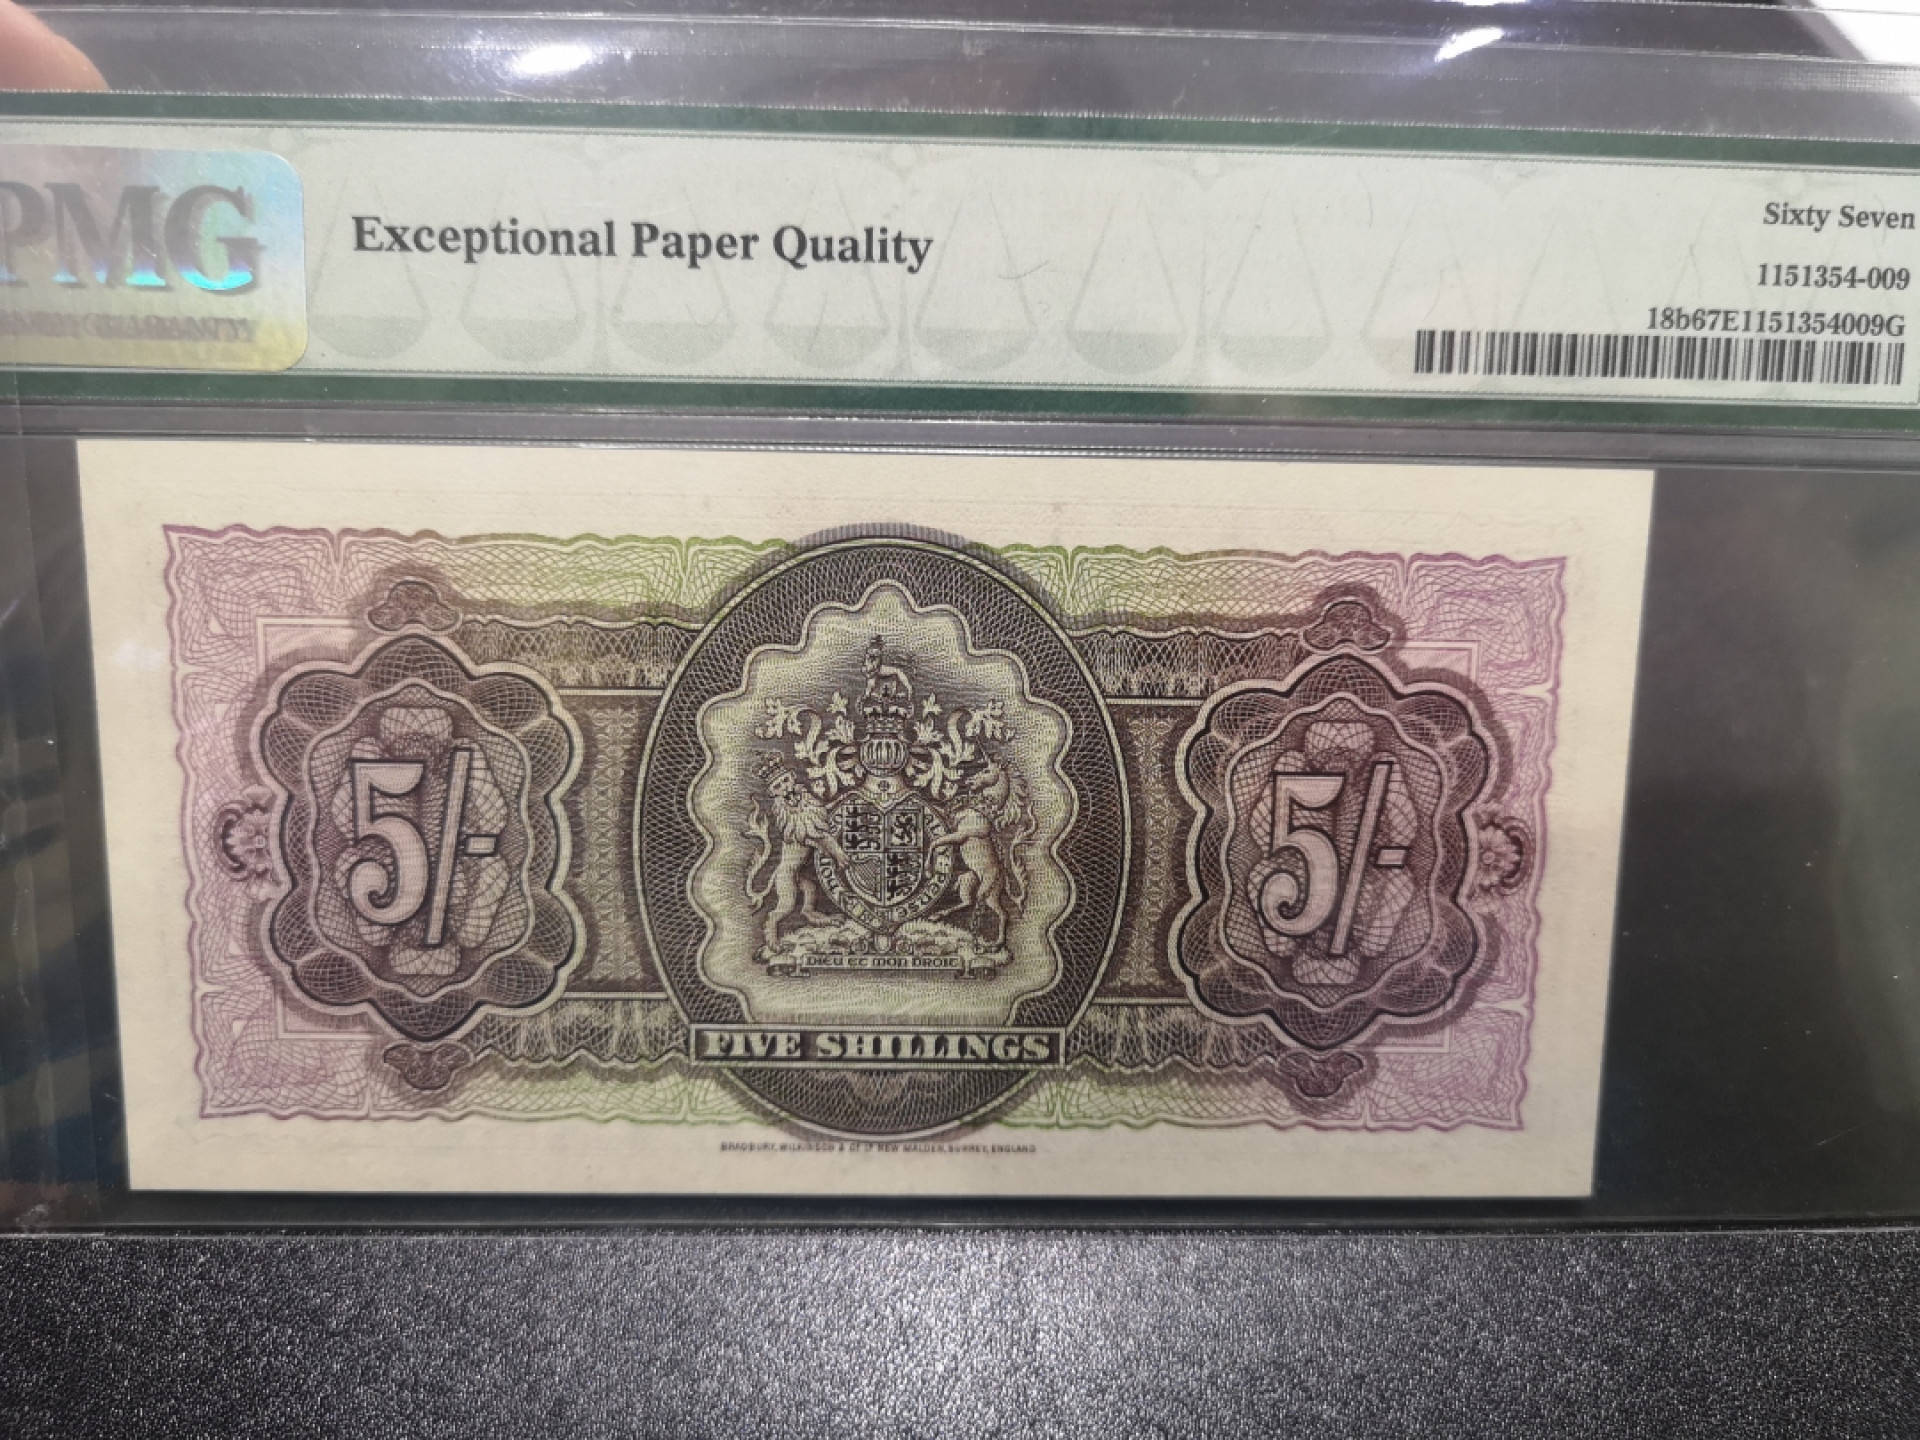 PMG
Exceptional Paper Quality
Sixty Seven
1151354-009
18b67E1151354009G
5/-
5/-
DIEU ET MON DROIT
FIVE SHILLINGS
BRADBURY, WILKINSON & Cº Lº NEW MALDEN, SURREY, ENGLAND